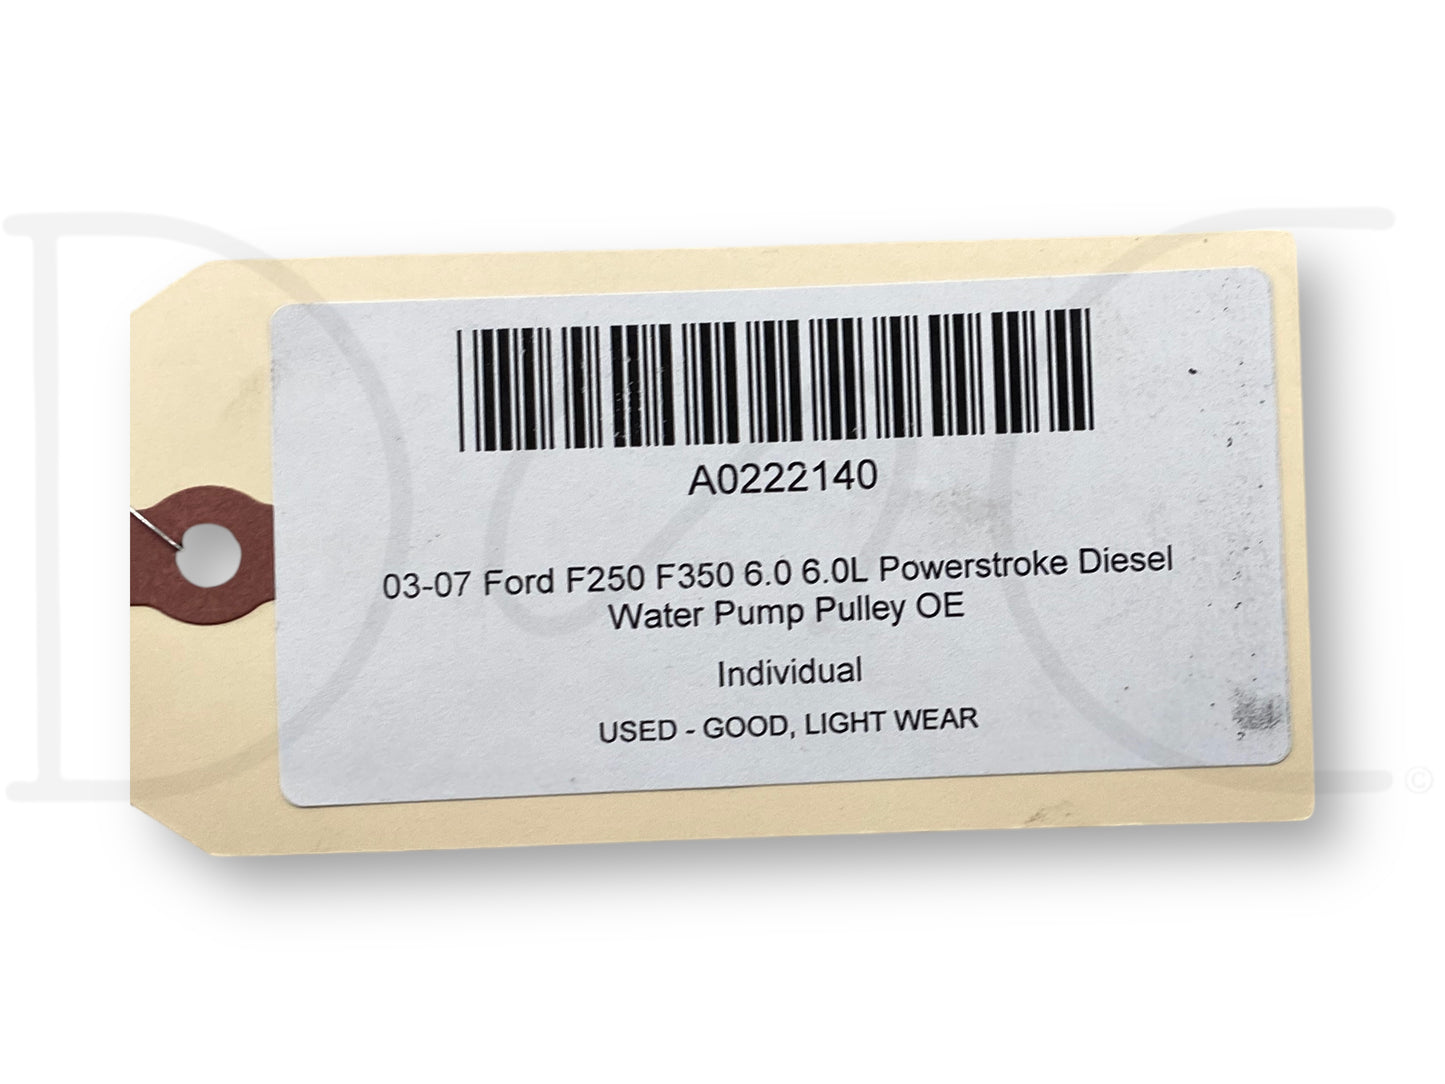 A0222140
03-07 Ford F250 F350 6.0 6.0L Powerstroke Diesel
Water Pump Pulley OE
Individual
USED - GOOD, LIGHT WEAR
©